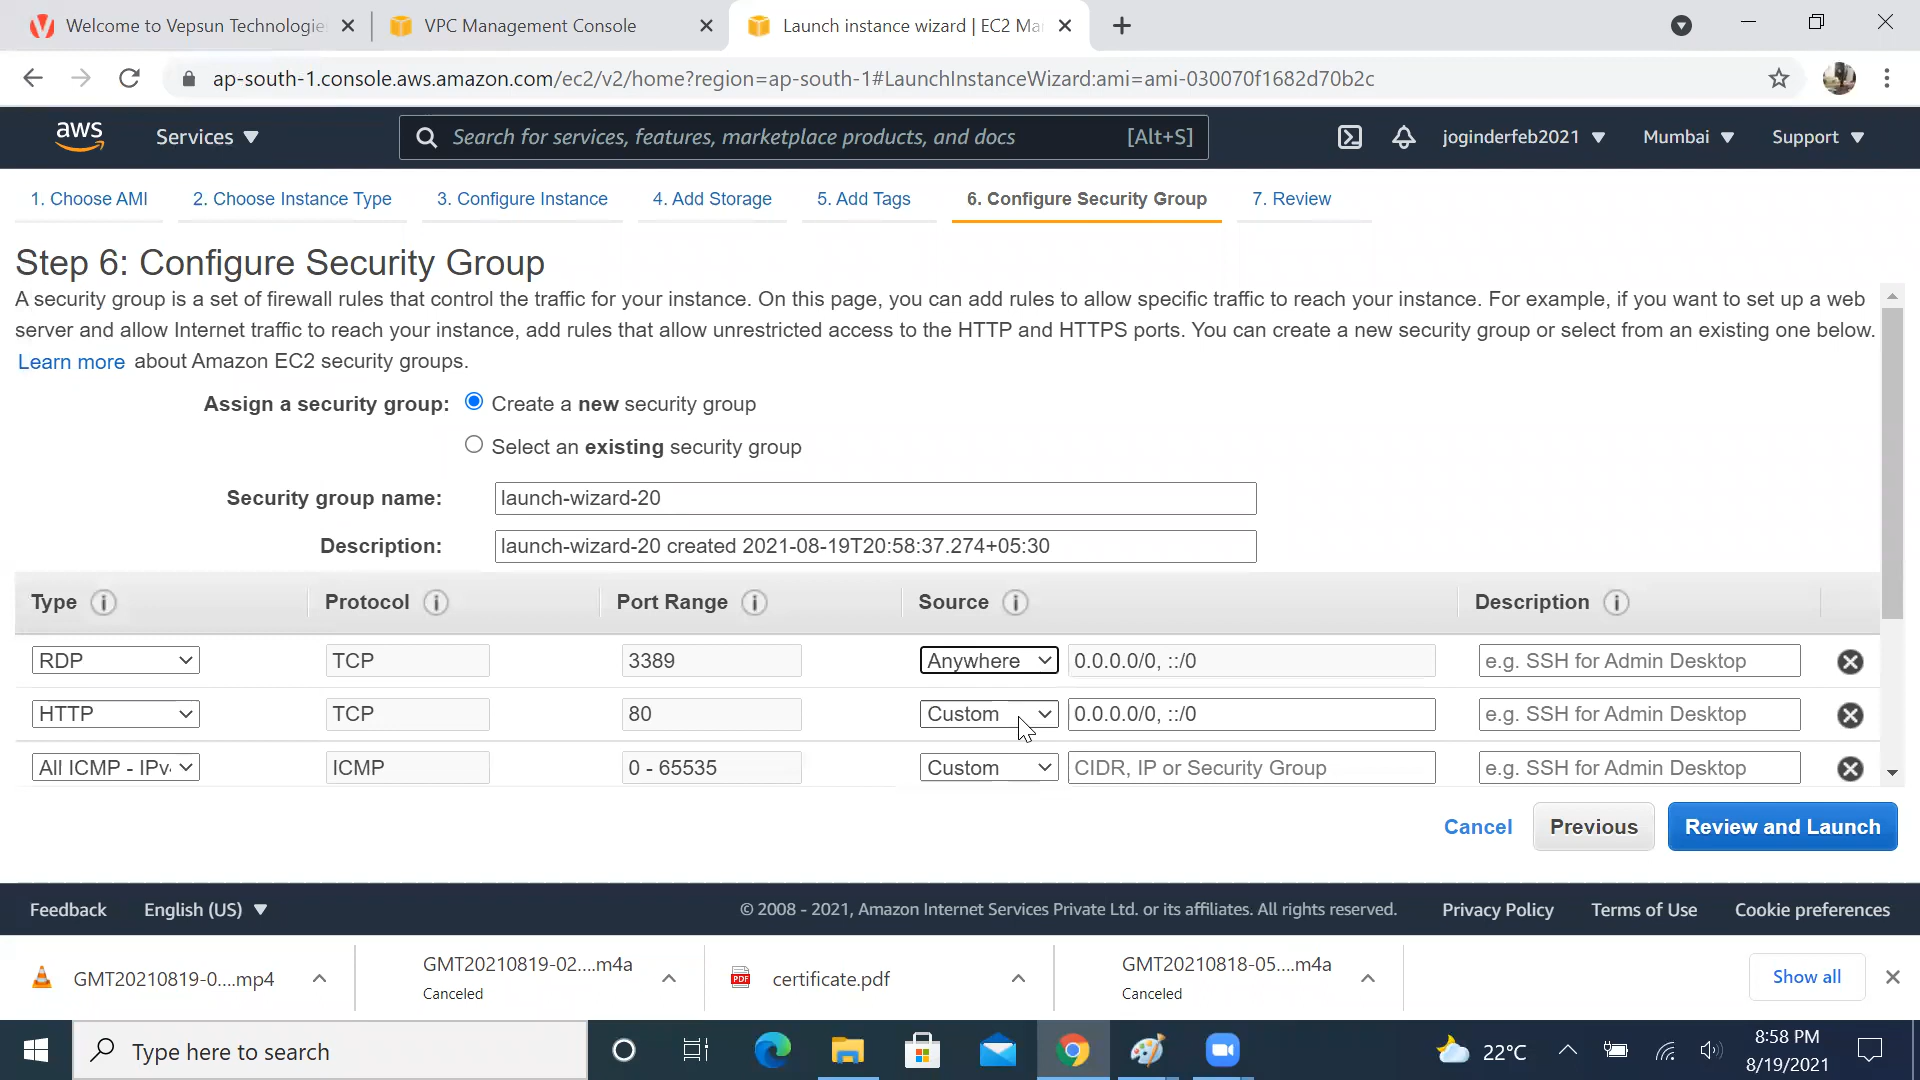 Welcome to Vepsun Technologie
VPC Management Console
Launch instance wizard | EC2 Ma
ap-south-1.console.aws.amazon.com/ec2/v2/home?region=ap-south-1#LaunchInstanceWizard:ami=ami-030070f1682d70b2c
aws
Services
Search for services, features, marketplace products, and docs
[Alt+S]
joginderfeb2021
Mumbai
Support
1. Choose AMI
2. Choose Instance Type
3. Configure Instance
4. Add Storage
5. Add Tags
6. Configure Security Group
7. Review
Step 6: Configure Security Group
A security group is a set of firewall rules that control the traffic for your instance. On this page, you can add rules to allow specific traffic to reach your instance. For example, if you want to set up a web
server and allow Internet traffic to reach your instance, add rules that allow unrestricted access to the HTTP and HTTPS ports. You can create a new security group or select from an existing one below.
Learn more about Amazon EC2 security groups.
Assign a security group: Create a new security group
Select an existing security group
Security group name: launch-wizard-20
Description: launch-wizard-20 created 2021-08-19T20:58:37.274+05:30
Type i Protocol i Port Range i Source i Description i
RDP TCP 3389 Anywhere 0.0.0.0/0, ::/0 e.g. SSH for Admin Desktop
HTTP TCP 80 Custom 0.0.0.0/0, ::/0 e.g. SSH for Admin Desktop
All ICMP - IPv ICMP 0 - 65535 Custom CIDR, IP or Security Group e.g. SSH for Admin Desktop
Cancel
Previous
Review and Launch
Feedback
English (US)
© 2008 - 2021, Amazon Internet Services Private Ltd. or its affiliates. All rights reserved.
Privacy Policy
Terms of Use
Cookie preferences
GMT20210819-0....mp4
GMT20210819-02....m4a
Canceled
PDF
certificate.pdf
GMT20210818-05....m4a
Canceled
Show all
Type here to search
22°C
8:58 PM
8/19/2021